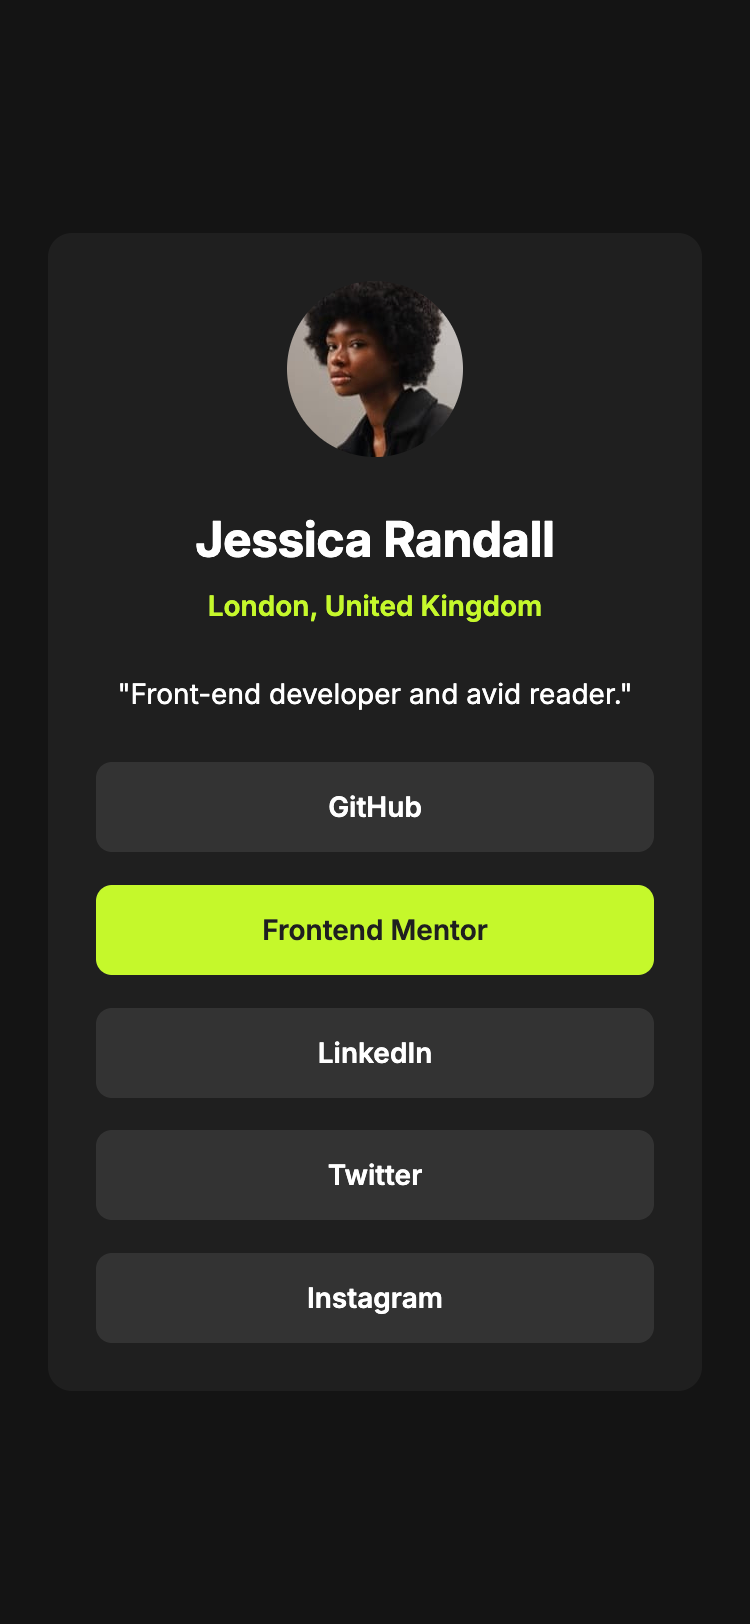 Jessica Randall
London, United Kingdom
"Front-end developer and avid reader."
GitHub
Frontend Mentor
LinkedIn
Twitter
Instagram